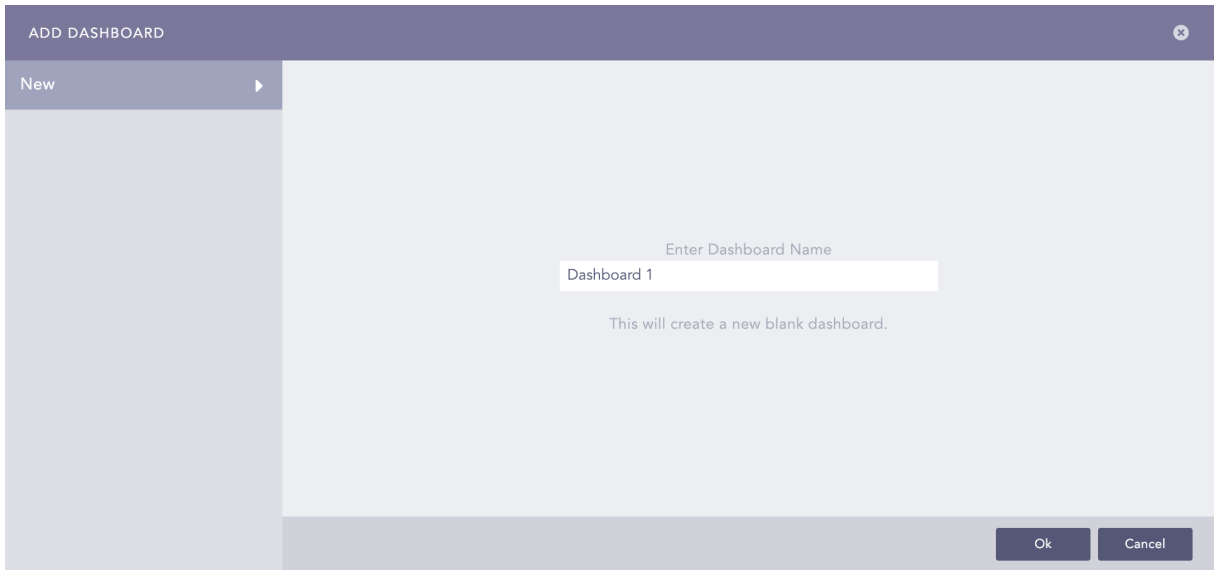 ADD DASHBOARD
New
Enter Dashboard Name
Dashboard 1
This will create a new blank dashboard.
Ok
Cancel